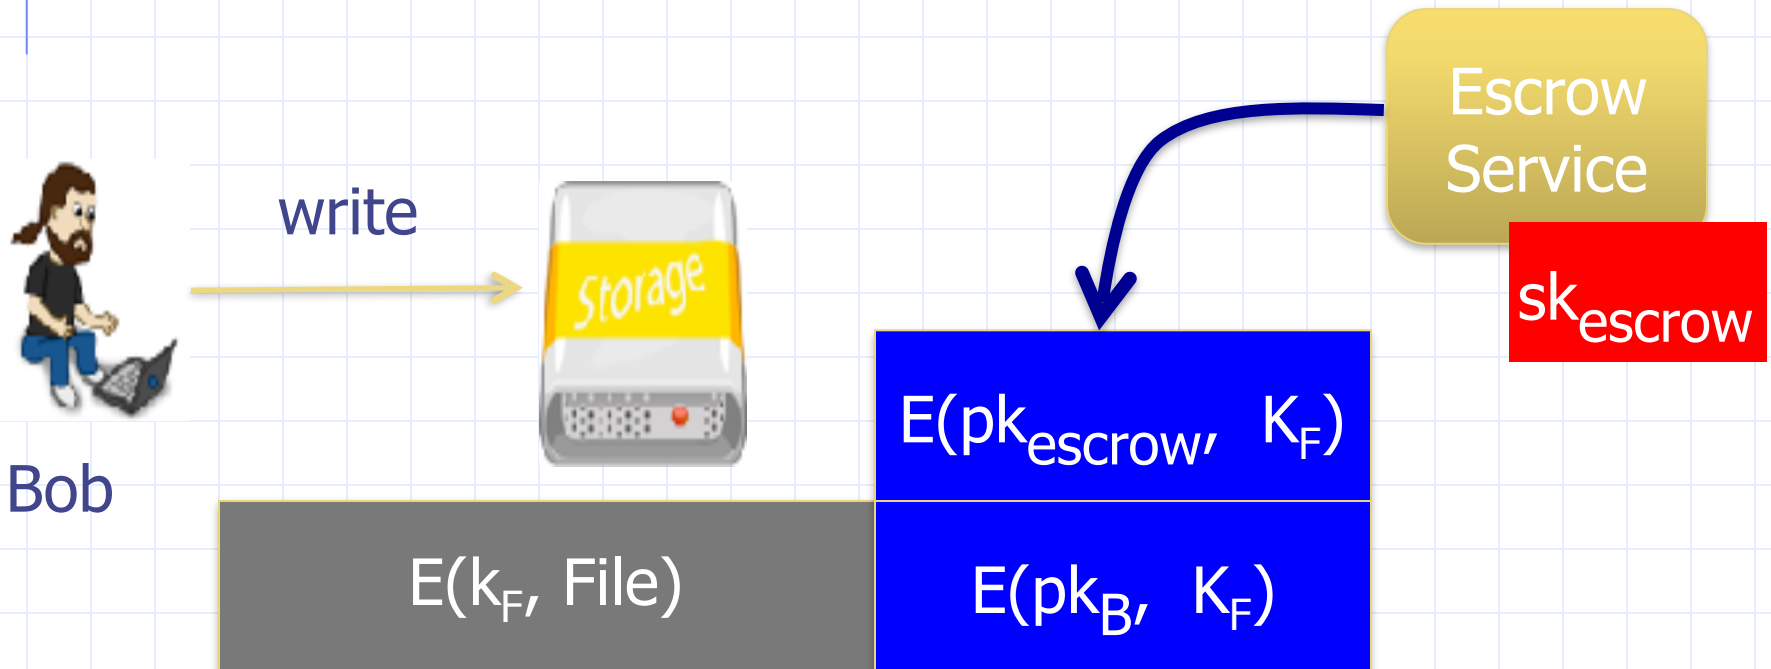 Escrow
Service
write
Storage
sk_escrow
E(pk_escrow, K_F)
Bob
E(k_F, File)
E(pk_B, K_F)